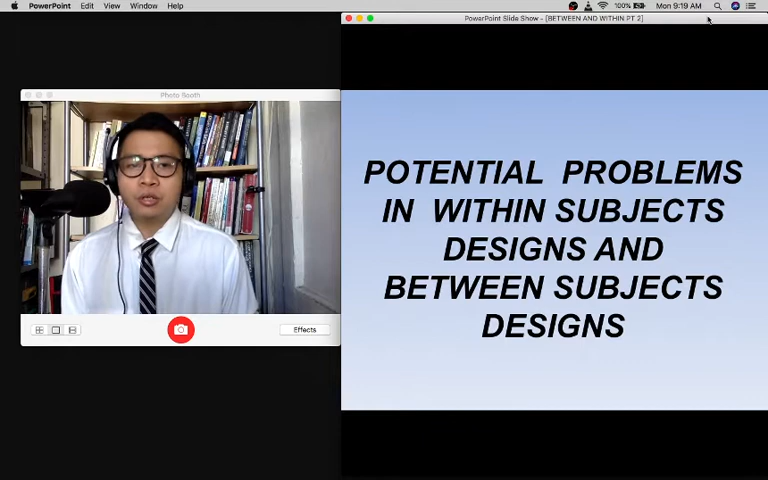 PowerPoint Edit View Window Help
100% Mon 9:19 AM
PowerPoint Slide Show - [BETWEEN AND WITHIN PT 2]
Photo Booth
POTENTIAL PROBLEMS
IN WITHIN SUBJECTS
DESIGNS AND
BETWEEN SUBJECTS
DESIGNS
Effects